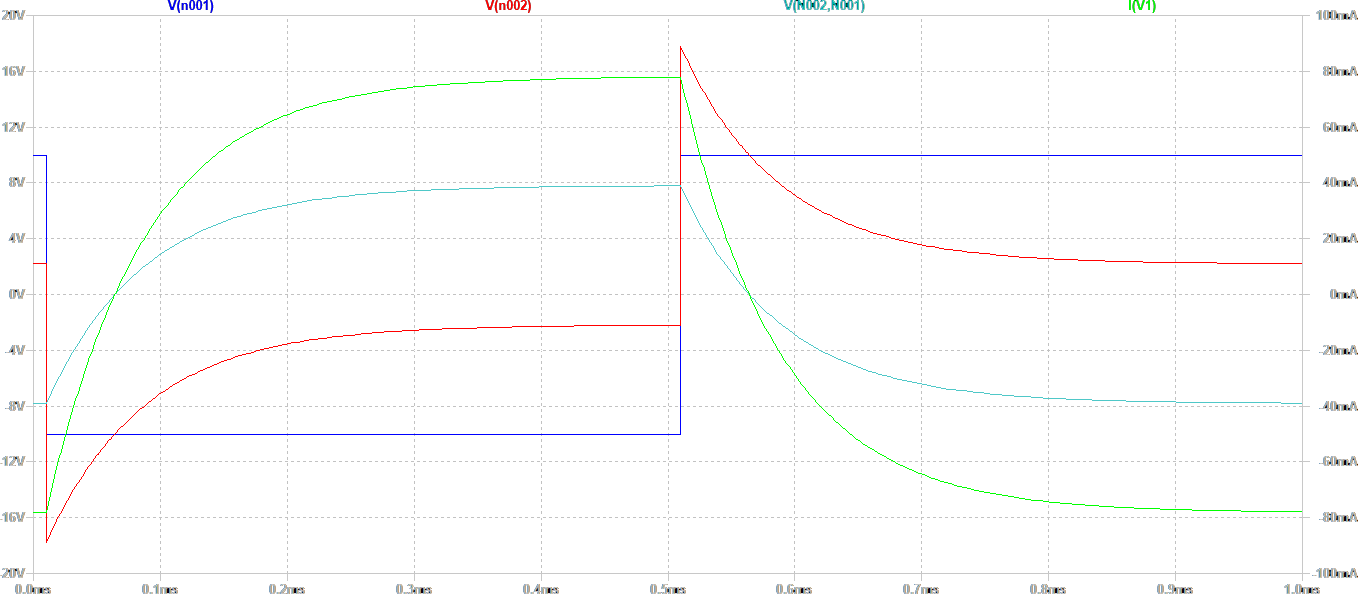 V(n001) V(n002) V(N002,N001) I(V1)
20V 100mA
16V 80mA
12V 60mA
8V 40mA
4V 20mA
0V 0mA
-4V -20mA
-8V -40mA
-12V -60mA
-16V -80mA
-20V -100mA
0.0ms 0.1ms 0.2ms 0.3ms 0.4ms 0.5ms 0.6ms 0.7ms 0.8ms 0.9ms 1.0ms